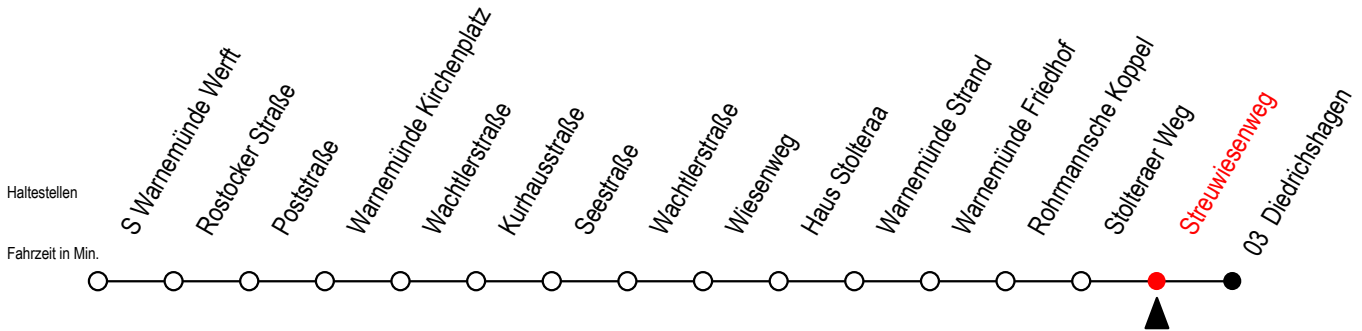 S Warnemünde Werft
Rostocker Straße
Poststraße
Warnemünde Kirchenplatz
Wachtlerstraße
Kurhausstraße
Seestraße
Wachtlerstraße
Wiesenweg
Haus Stolteraa
Warnemünde Strand
Warnemünde Friedhof
Rohrmannsche Koppel
Stolteraer Weg
Streuwiesenweg
03 Diedrichshagen
Haltestellen
Fahrzeit in Min.